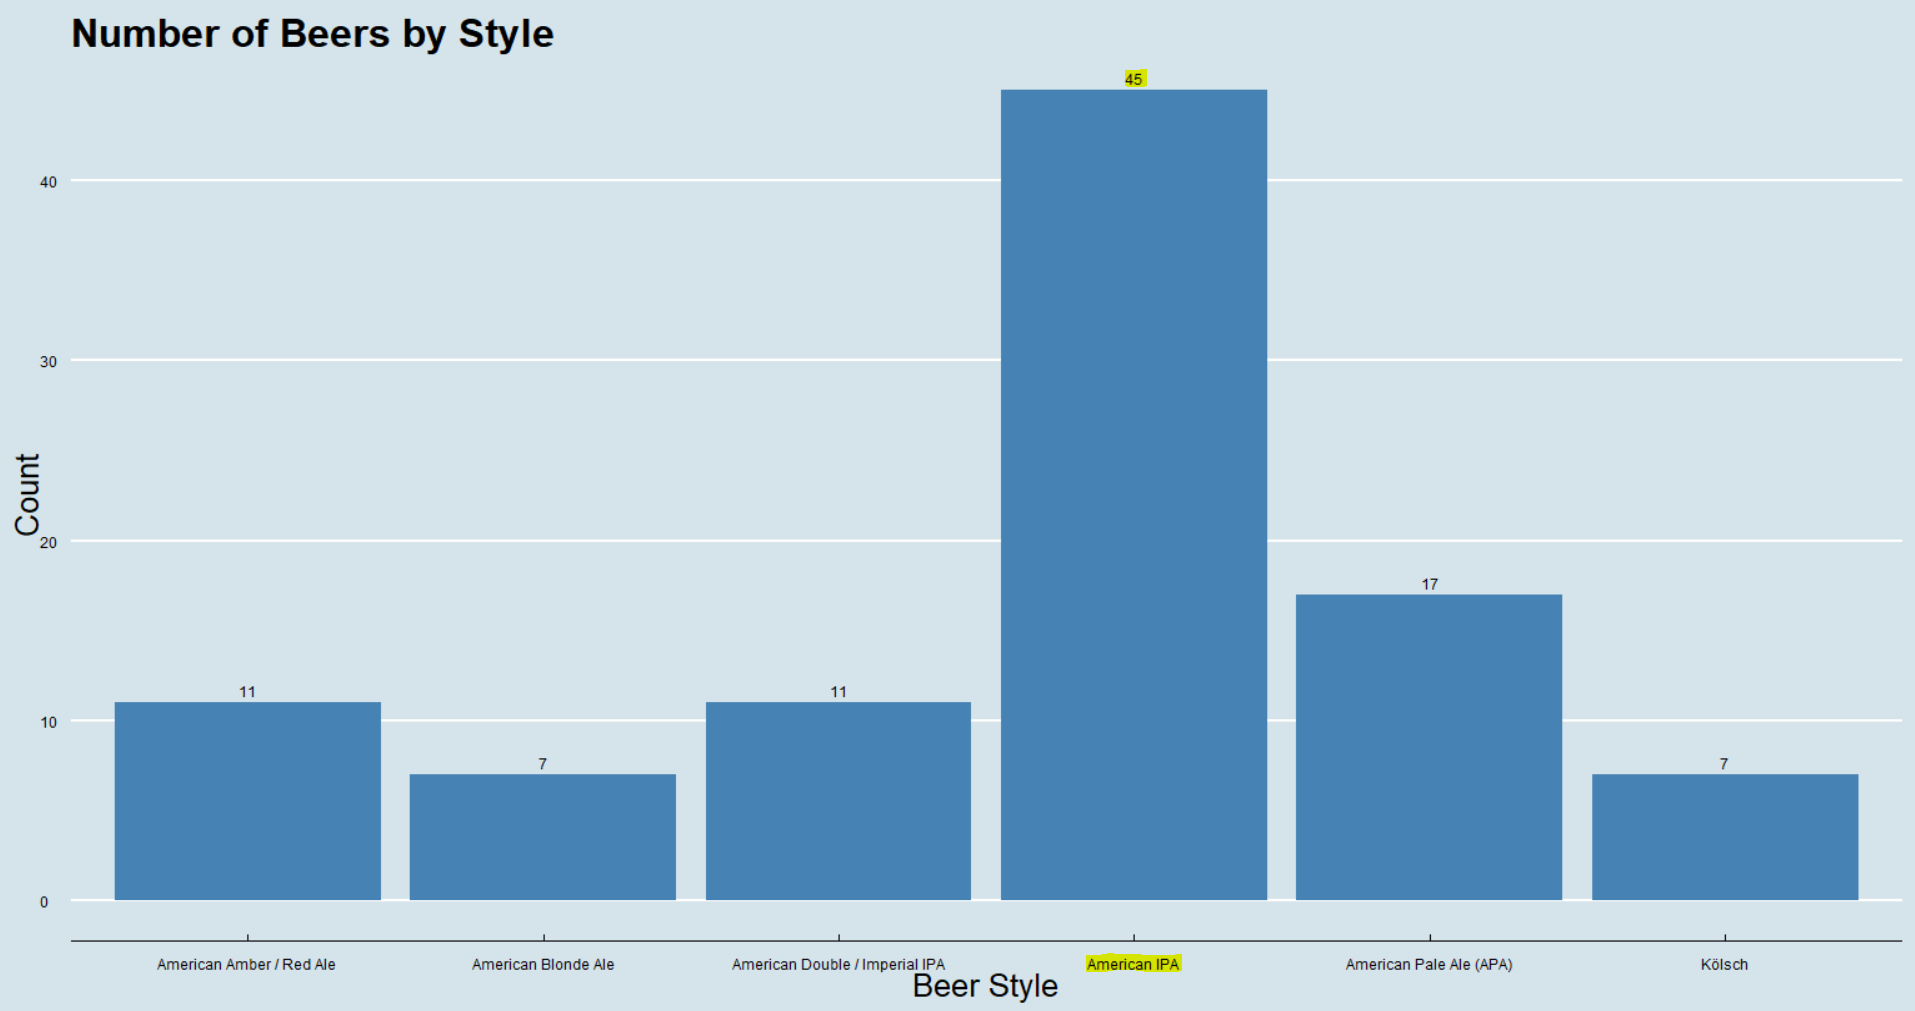 Number of Beers by Style
45
40
30
Count
20
17
11
11
10
7
7
0
American Amber / Red Ale
American Blonde Ale
American Double / Imperial IPA
American IPA
American Pale Ale (APA)
Kölsch
Beer Style